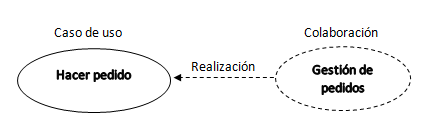 Caso de uso
Colaboración
Realización
Hacer pedido
Gestión de
pedidos